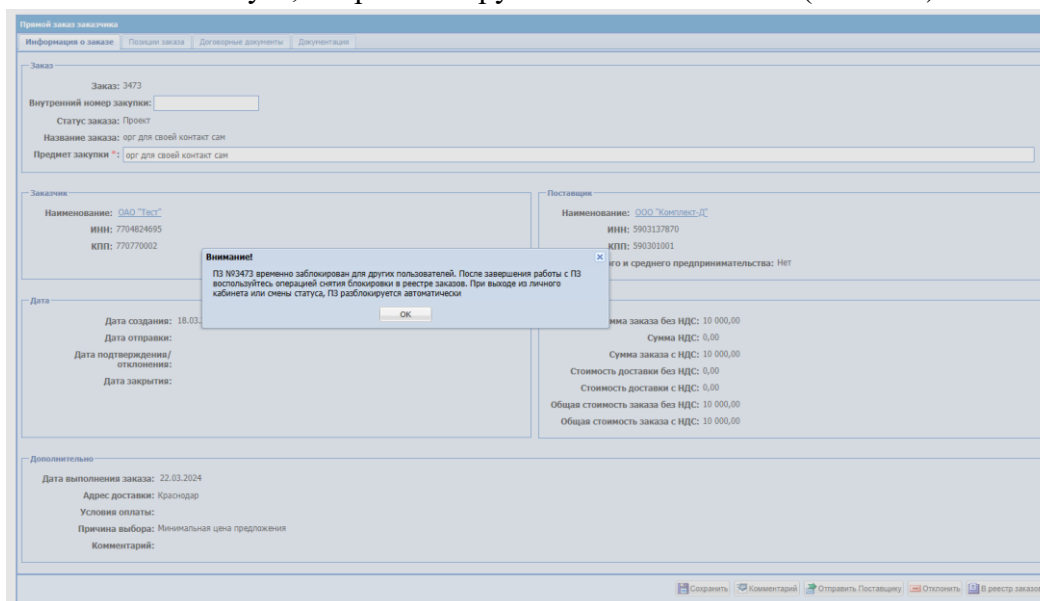 Прямой заказ заказчика
Информация о заказе Позиции заказа Договорные документы Документация
Заказ
Заказ: 3473
Внутренний номер закупки:
Статус заказа: Проект
Название заказа: орг для своей контакт сам
Предмет закупки *: орг для своей контакт сам
Заказчик
Наименование: ОАО "Тест"
ИНН: 7704824695
КПП: 770770002
Поставщик
Наименование: ООО "Комплект-Д"
ИНН: 5903137870
КПП: 590301001
го и среднего предпринимательства: Нет
Внимание!
ПЗ №3473 временно заблокирован для других пользователей. После завершения работы с ПЗ
воспользуйтесь операцией снятия блокировки в реестре заказов. При выходе из личного
кабинета или смены статуса, ПЗ разблокируется автоматически
OK
Дата
Дата создания: 18.03.
Дата отправки:
Дата подтверждения/
отклонения:
Дата закрытия:
мма заказа без НДС: 10 000,00
Сумма НДС: 0,00
Сумма заказа с НДС: 10 000,00
Стоимость доставки без НДС: 0,00
Стоимость доставки с НДС: 0,00
Общая стоимость заказа без НДС: 10 000,00
Общая стоимость заказа с НДС: 10 000,00
Дополнительно
Дата выполнения заказа: 22.03.2024
Адрес доставки: Краснодар
Условия оплаты:
Причина выбора: Минимальная цена предложения
Комментарий:
Сохранить Комментарий Отправить Поставщику Отклонить В реестр заказов